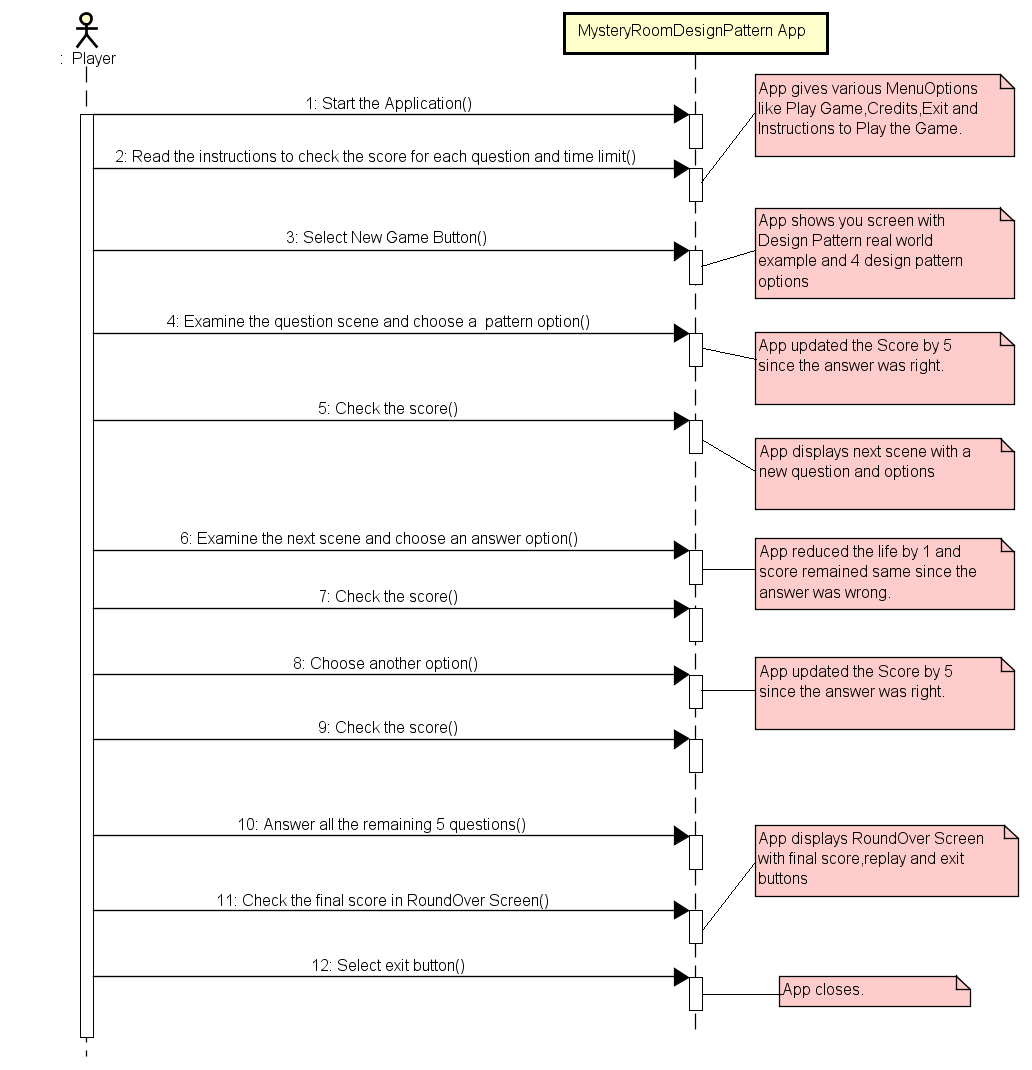 : Player
MysteryRoomDesignPattern App
App gives various MenuOptions
like Play Game,Credits,Exit and
Instructions to Play the Game.
1: Start the Application()
2: Read the instructions to check the score for each question and time limit()
App shows you screen with
Design Pattern real world
example and 4 design pattern
options
3: Select New Game Button()
4: Examine the question scene and choose a  pattern option()
App updated the Score by 5
since the answer was right.
5: Check the score()
App displays next scene with a
new question and options
6: Examine the next scene and choose an answer option()
App reduced the life by 1 and
score remained same since the
answer was wrong.
7: Check the score()
8: Choose another option()
App updated the Score by 5
since the answer was right.
9: Check the score()
10: Answer all the remaining 5 questions()
App displays RoundOver Screen
with final score,replay and exit
buttons
11: Check the final score in RoundOver Screen()
12: Select exit button()
App closes.